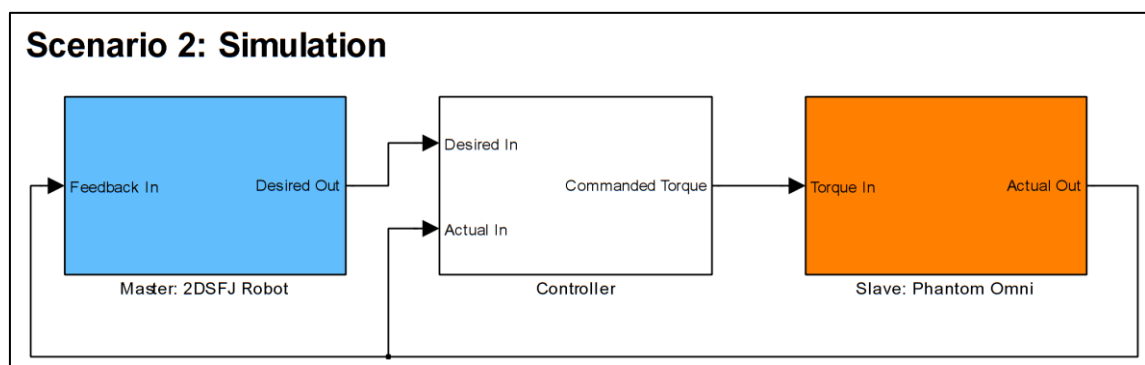 Scenario 2: Simulation
Feedback In
Desired Out
Master: 2DSFJ Robot
Desired In
Actual In
Commanded Torque
Controller
Torque In
Actual Out
Slave: Phantom Omni